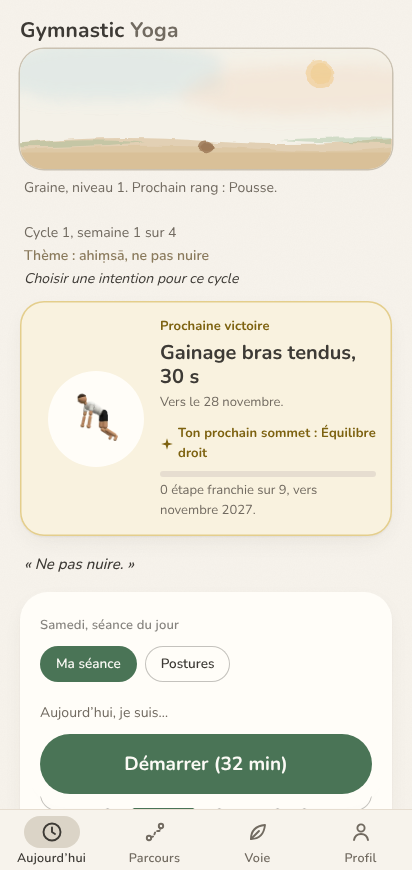 Gymnastic Yoga
Graine, niveau 1. Prochain rang : Pousse.
Cycle 1, semaine 1 sur 4
Thème : ahiṃsā, ne pas nuire
Choisir une intention pour ce cycle
Prochaine victoire
Gainage bras tendus,
30 s
Vers le 28 novembre.
Ton prochain sommet : Équilibre
droit
0 étape franchie sur 9, vers
novembre 2027.
« Ne pas nuire. »
Samedi, séance du jour
Ma séance
Postures
Aujourd’hui, je suis…
Démarrer (32 min)
Aujourd’hui
Parcours
Voie
Profil